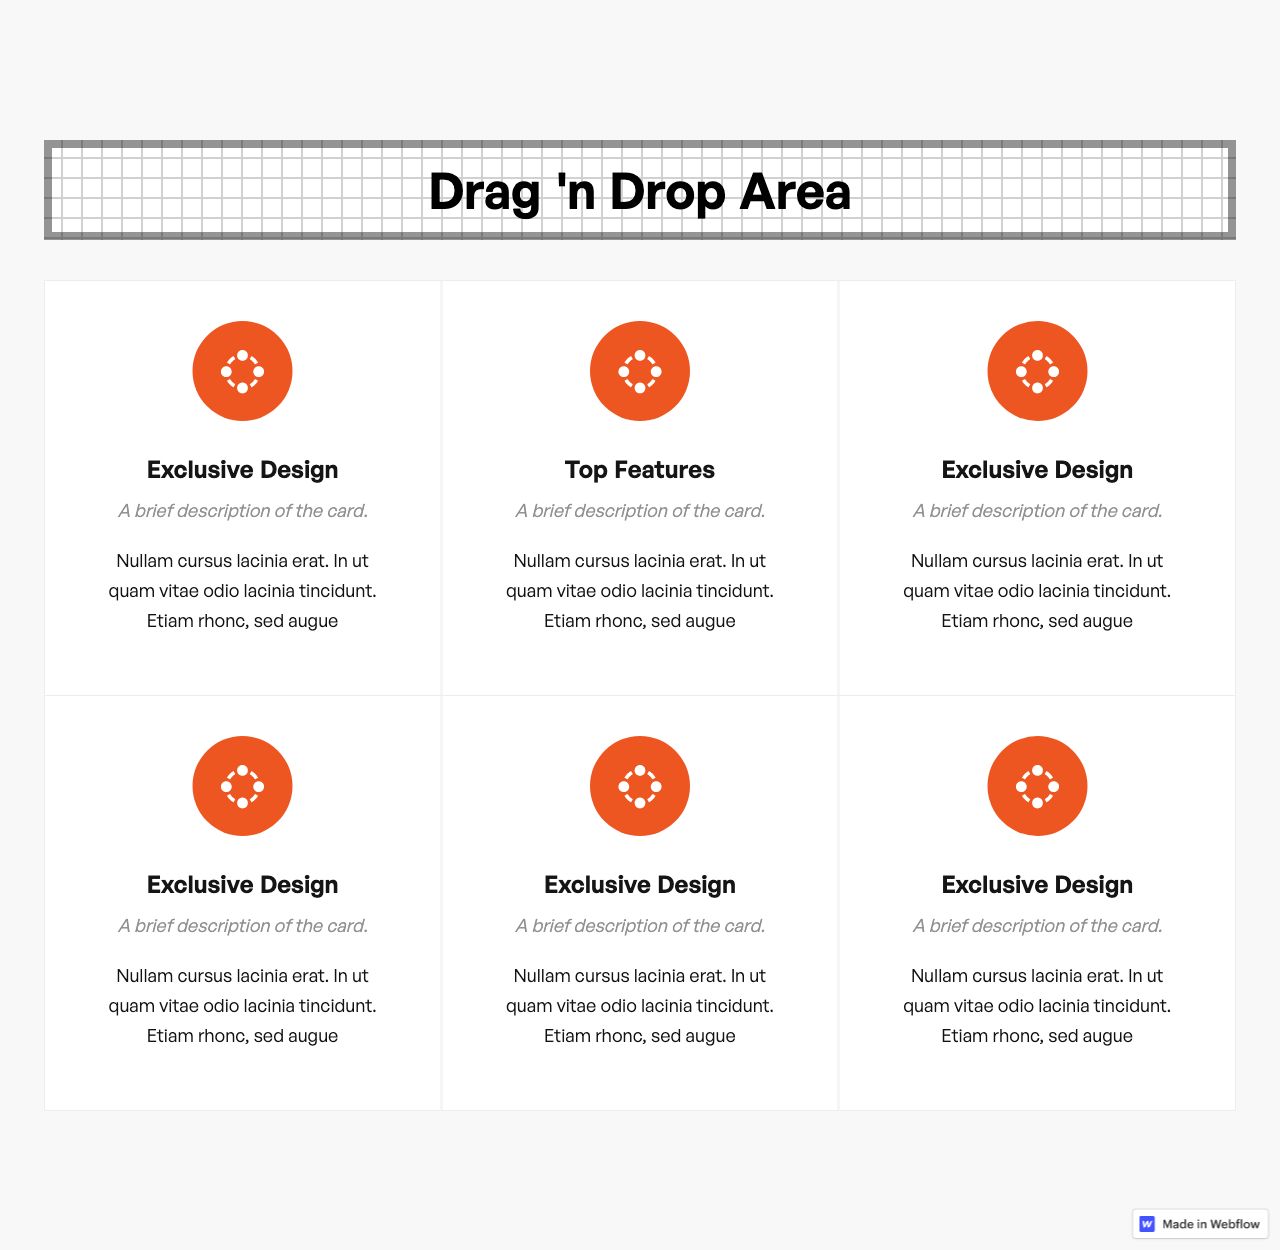 Drag 'n Drop Area
Exclusive Design
A brief description of the card.
Nullam cursus lacinia erat. In ut
quam vitae odio lacinia tincidunt.
Etiam rhonc, sed augue
Top Features
A brief description of the card.
Nullam cursus lacinia erat. In ut
quam vitae odio lacinia tincidunt.
Etiam rhonc, sed augue
Exclusive Design
A brief description of the card.
Nullam cursus lacinia erat. In ut
quam vitae odio lacinia tincidunt.
Etiam rhonc, sed augue
Exclusive Design
A brief description of the card.
Nullam cursus lacinia erat. In ut
quam vitae odio lacinia tincidunt.
Etiam rhonc, sed augue
Exclusive Design
A brief description of the card.
Nullam cursus lacinia erat. In ut
quam vitae odio lacinia tincidunt.
Etiam rhonc, sed augue
Exclusive Design
A brief description of the card.
Nullam cursus lacinia erat. In ut
quam vitae odio lacinia tincidunt.
Etiam rhonc, sed augue
Made in Webflow